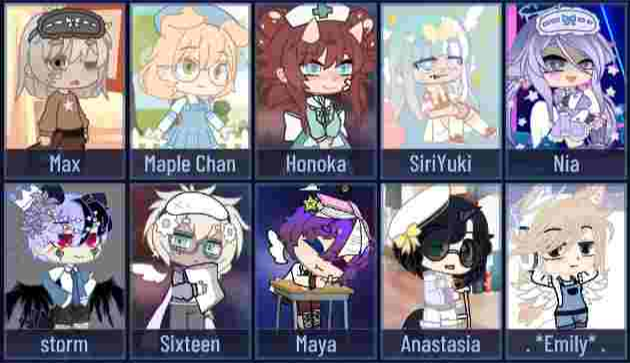 Max
Maple Chan
Honoka
SiriYuki
Nia
storm
Sixteen
Maya
Anastasia
.*Emily*.